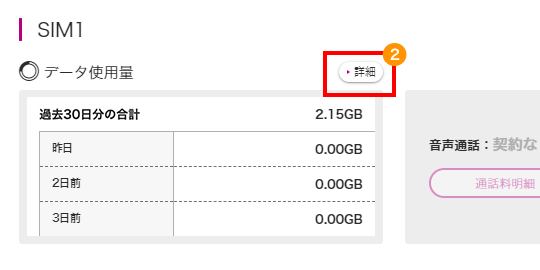 SIM1
データ使用量
2
詳細
過去30日分の合計 2.15GB
昨日 0.00GB
2日前 0.00GB
3日前 0.00GB
音声通話：契約な
通話料明細